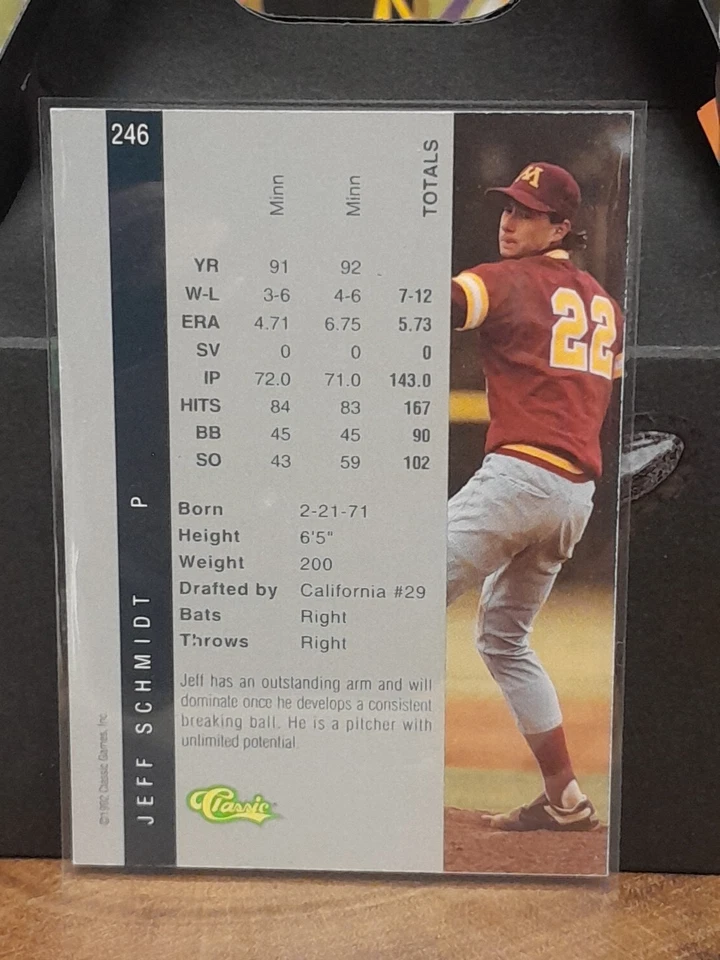 246
Minn Minn TOTALS
YR 91 92
W-L 3-6 4-6 7-12
ERA 4.71 6.75 5.73
SV 0 0 0
IP 72.0 71.0 143.0
HITS 84 83 167
BB 45 45 90
SO 43 59 102
Born 2-21-71
Height 6'5"
Weight 200
Drafted by California #29
Bats Right
Throws Right
Jeff has an outstanding arm and will
dominate once he develops a consistent
breaking ball. He is a pitcher with
unlimited potential.
Classic
JEFF SCHMIDT P
©1992 Classic Games, Inc
M
22